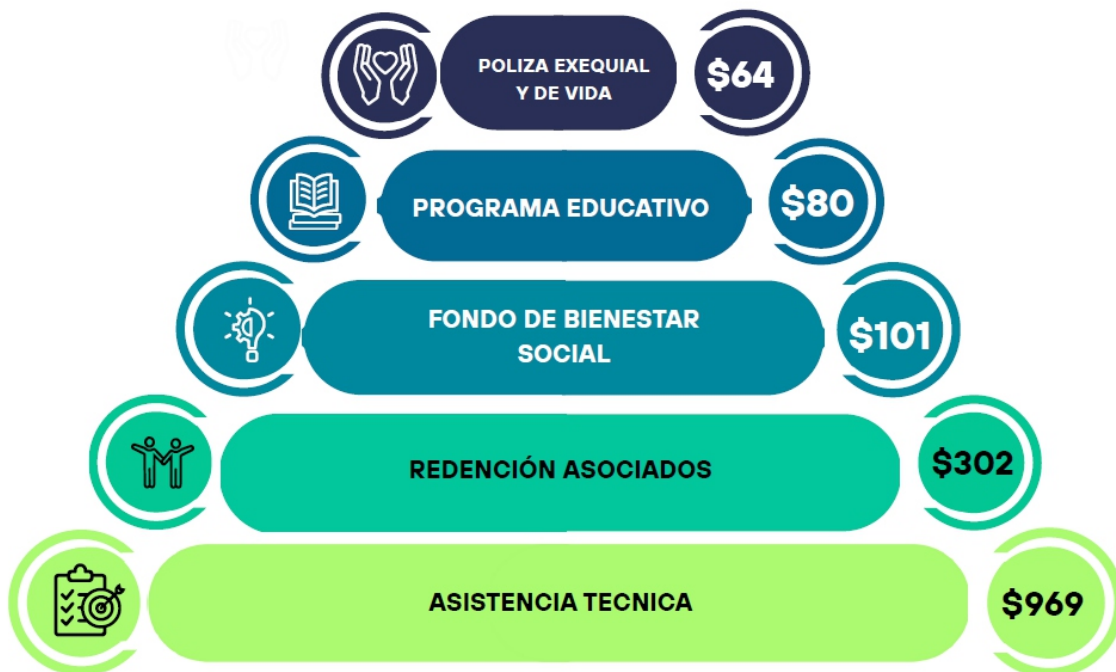 POLIZA EXEQUIAL
Y DE VIDA
$64
PROGRAMA EDUCATIVO
$80
FONDO DE BIENESTAR
SOCIAL
$101
REDENCIÓN ASOCIADOS
$302
ASISTENCIA TECNICA
$969